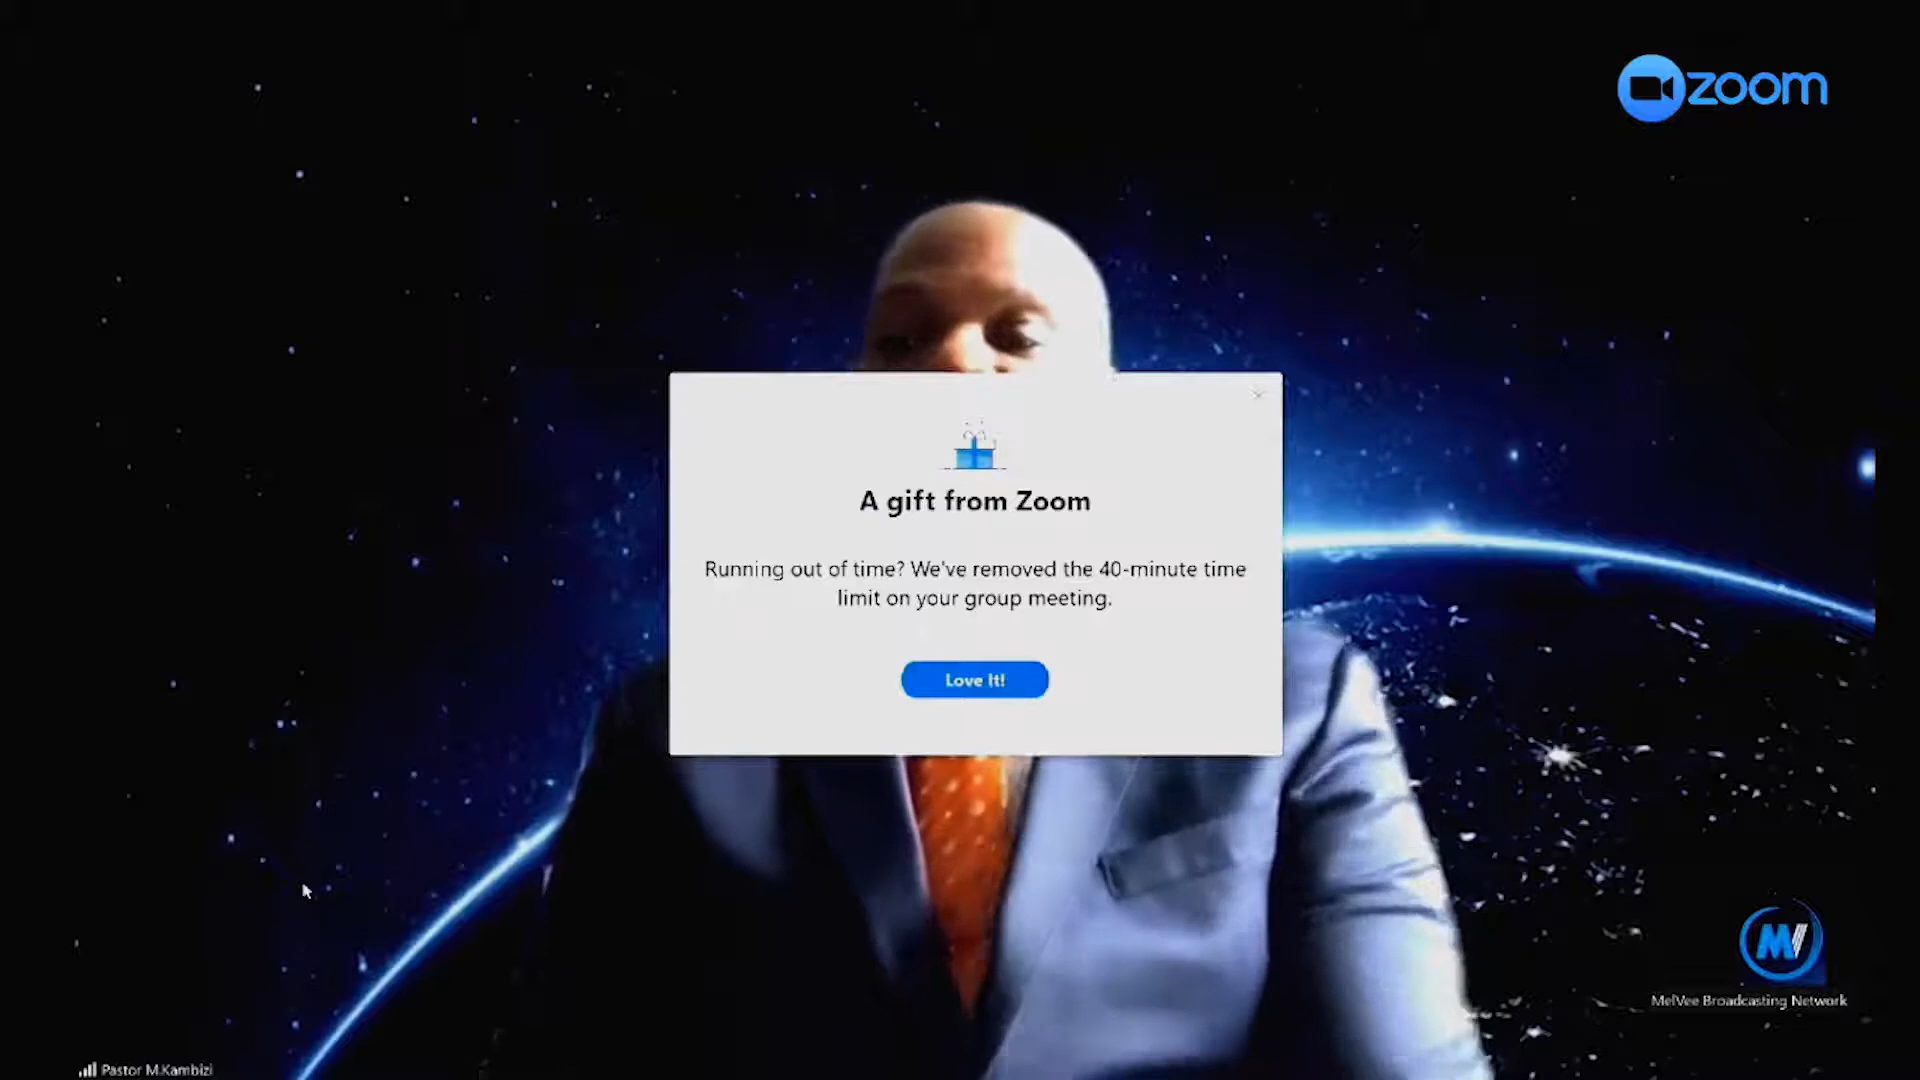 zoom
A gift from Zoom
Running out of time? We've removed the 40-minute time
limit on your group meeting.
Love It!
MV
MelVee Broadcasting Network
Pastor M.Kambizi